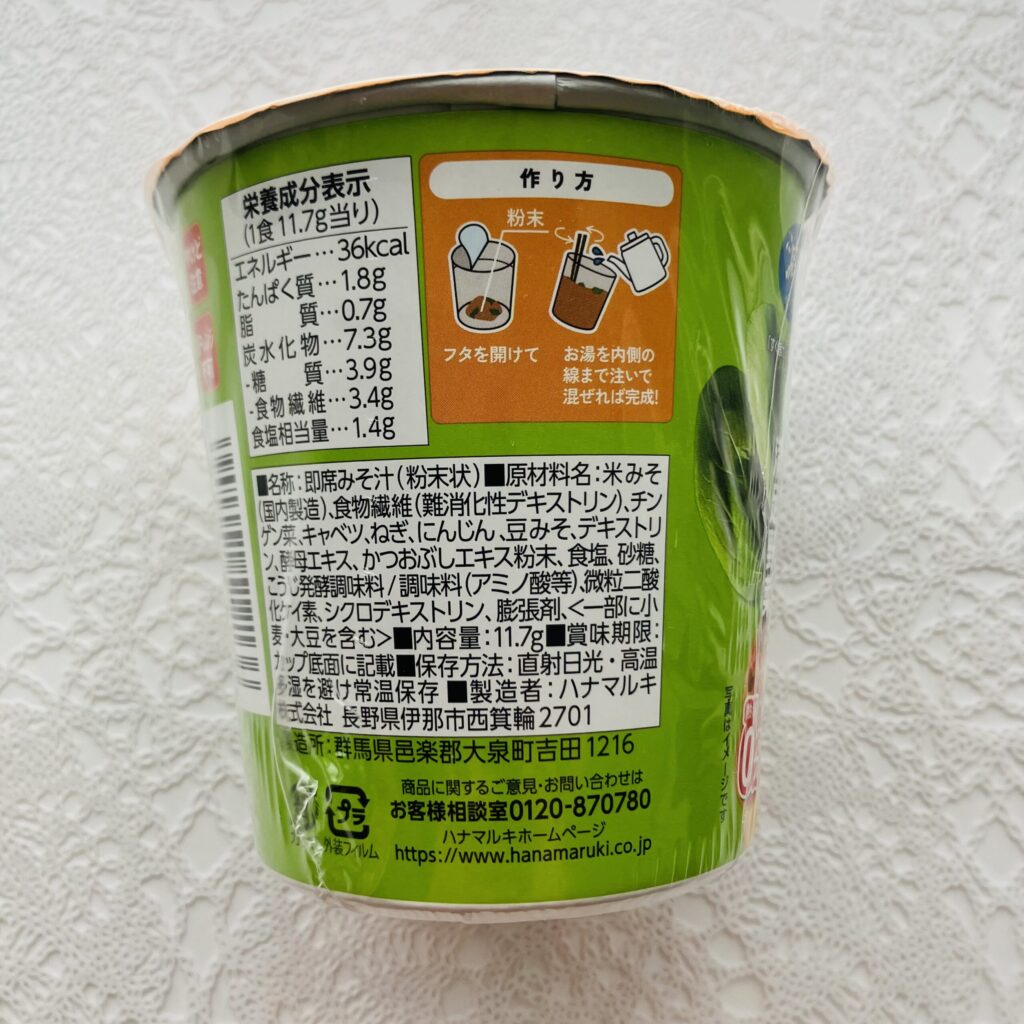 栄養成分表示
(1食11.7g当り)
エネルギー…36kcal
たんぱく質…1.8g
脂 質…0.7g
炭水化物…7.3g
-糖 質…3.9g
-食物繊維…3.4g
食塩相当量…1.4g
作り方
粉末
フタを開けて
お湯を内側の
線まで注いで
混ぜれば完成!
■名称:即席みそ汁(粉末状)■原材料名:米みそ
(国内製造)、食物繊維(難消化性デキストリン)、チン
ゲン菜、キャベツ、ねぎ、にんじん、豆みそ、デキストリ
ン、酵母エキス、かつおぶしエキス粉末、食塩、砂糖、
こうじ発酵調味料/調味料(アミノ酸等)、微粒二酸
化ケイ素、シクロデキストリン、膨張剤、<一部に小
麦・大豆を含む>■内容量:11.7g■賞味期限:
カップ底面に記載■保存方法:直射日光・高温
多湿を避け常温保存 ■製造者:ハナマルキ
株式会社 長野県伊那市西箕輪2701
製造所:群馬県邑楽郡大泉町吉田1216
商品に関するご意見・お問い合わせは
お客様相談室0120-870780
ハナマルキホームページ
https://www.hanamaruki.co.jp
プラ
外装フィルム
写真はイメージです